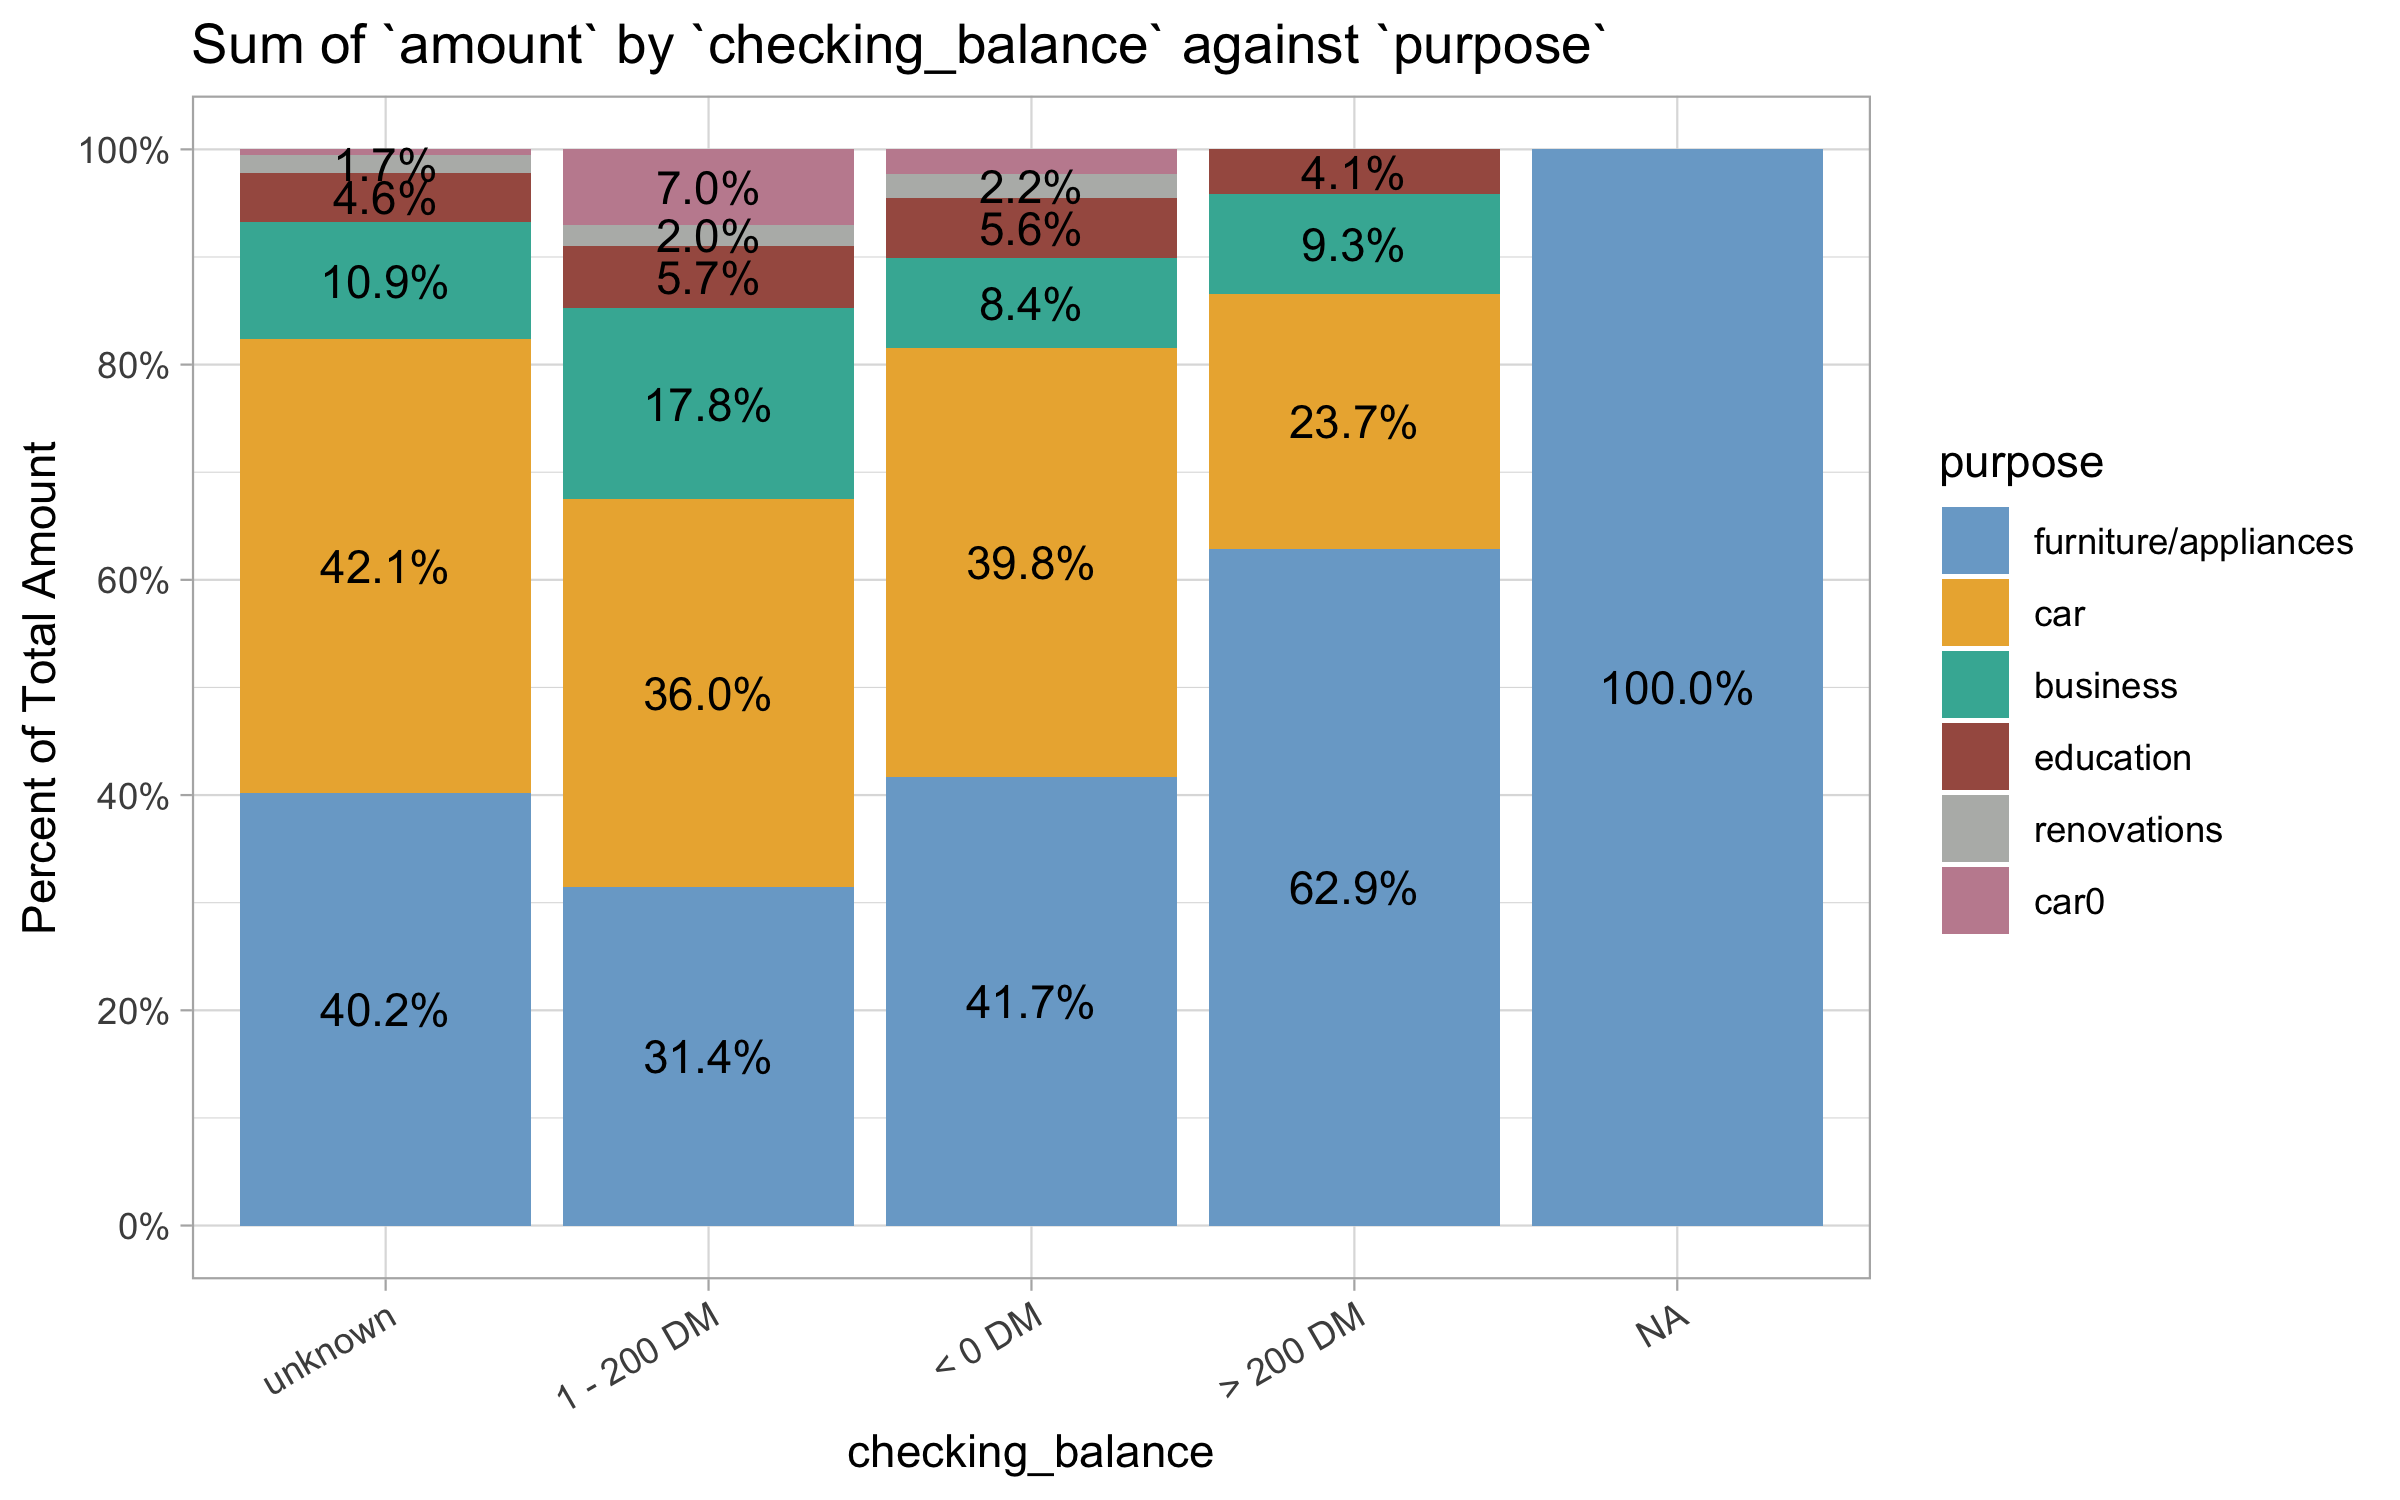 Sum of `amount` by `checking_balance` against `purpose`
Percent of Total Amount
100%
80%
60%
40%
20%
0%
1.7%
4.6%
10.9%
42.1%
40.2%
7.0%
2.0%
5.7%
17.8%
36.0%
31.4%
2.2%
5.6%
8.4%
39.8%
41.7%
4.1%
9.3%
23.7%
62.9%
100.0%
unknown
1 - 200 DM
< 0 DM
> 200 DM
NA
checking_balance
purpose
furniture/appliances
car
business
education
renovations
car0